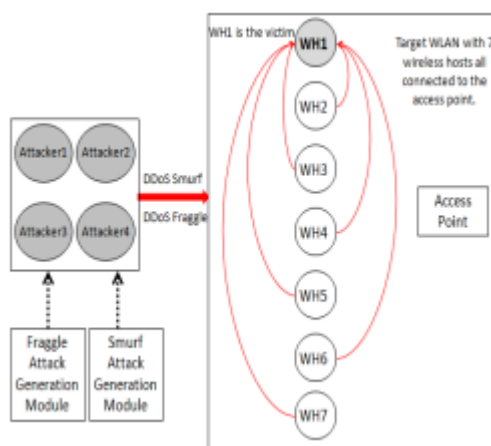 WH1 is the victim
WH1
Target WLAN with 7
wireless hosts all
connected to the
access point.
WH2
WH3
WH4
WH5
WH6
WH7
Access
Point
Attacker1
Attacker2
Attacker3
Attacker4
DDoS Smurf
DDoS Fraggle
Fraggle
Attack
Generation
Module
Smurf
Attack
Generation
Module